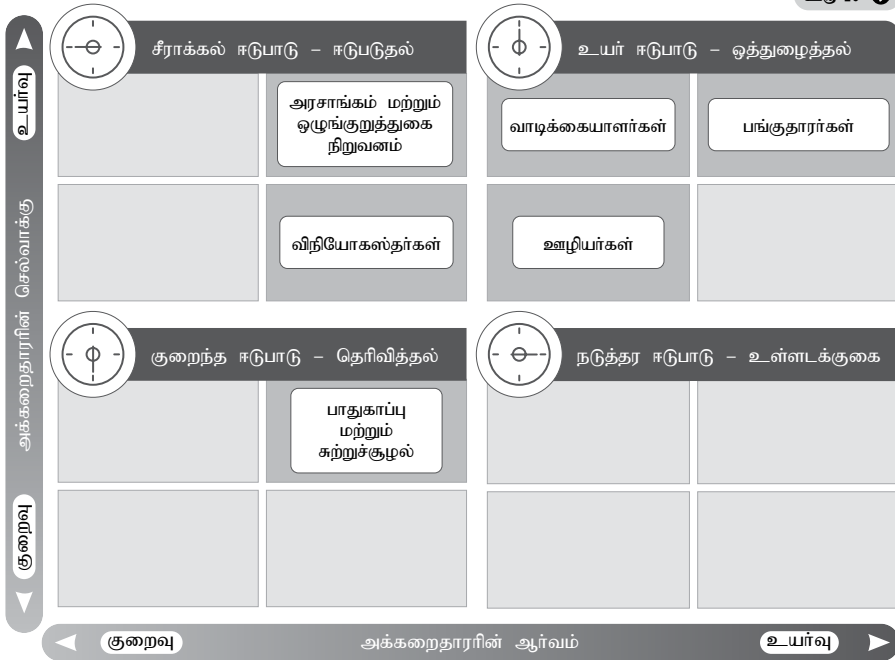 சீராக்கல் ஈடுபாடு – ஈடுபடுதல்
உயர் ஈடுபாடு – ஒத்துழைத்தல்
உயர்வு
அரசாங்கம் மற்றும்
ஒழுங்குறுத்துகை
நிறுவனம்
வாடிக்கையாளர்கள்
பங்குதாரர்கள்
விநியோகஸ்தர்கள்
ஊழியர்கள்
அக்கறைதாரரின் செல்வாக்கு
குறைந்த ஈடுபாடு – தெரிவித்தல்
நடுத்தர ஈடுபாடு – உள்ளடக்குகை
பாதுகாப்பு
மற்றும்
சுற்றுச்சூழல்
குறைவு
குறைவு
அக்கறைதாரரின் ஆர்வம்
உயர்வு